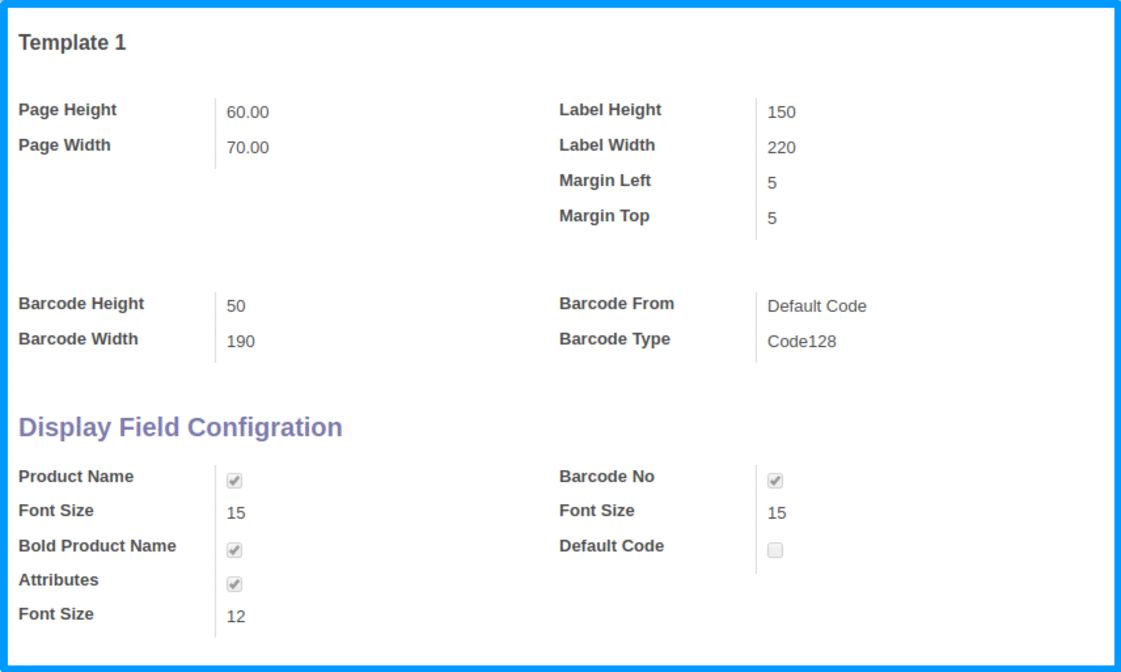 Template 1
Page Height 60.00 Label Height 150
Page Width 70.00 Label Width 220
Margin Left 5
Margin Top 5
Barcode Height 50 Barcode From Default Code
Barcode Width 190 Barcode Type Code128
Display Field Configration
Product Name Barcode No
Font Size 15 Font Size 15
Bold Product Name Default Code
Attributes
Font Size 12